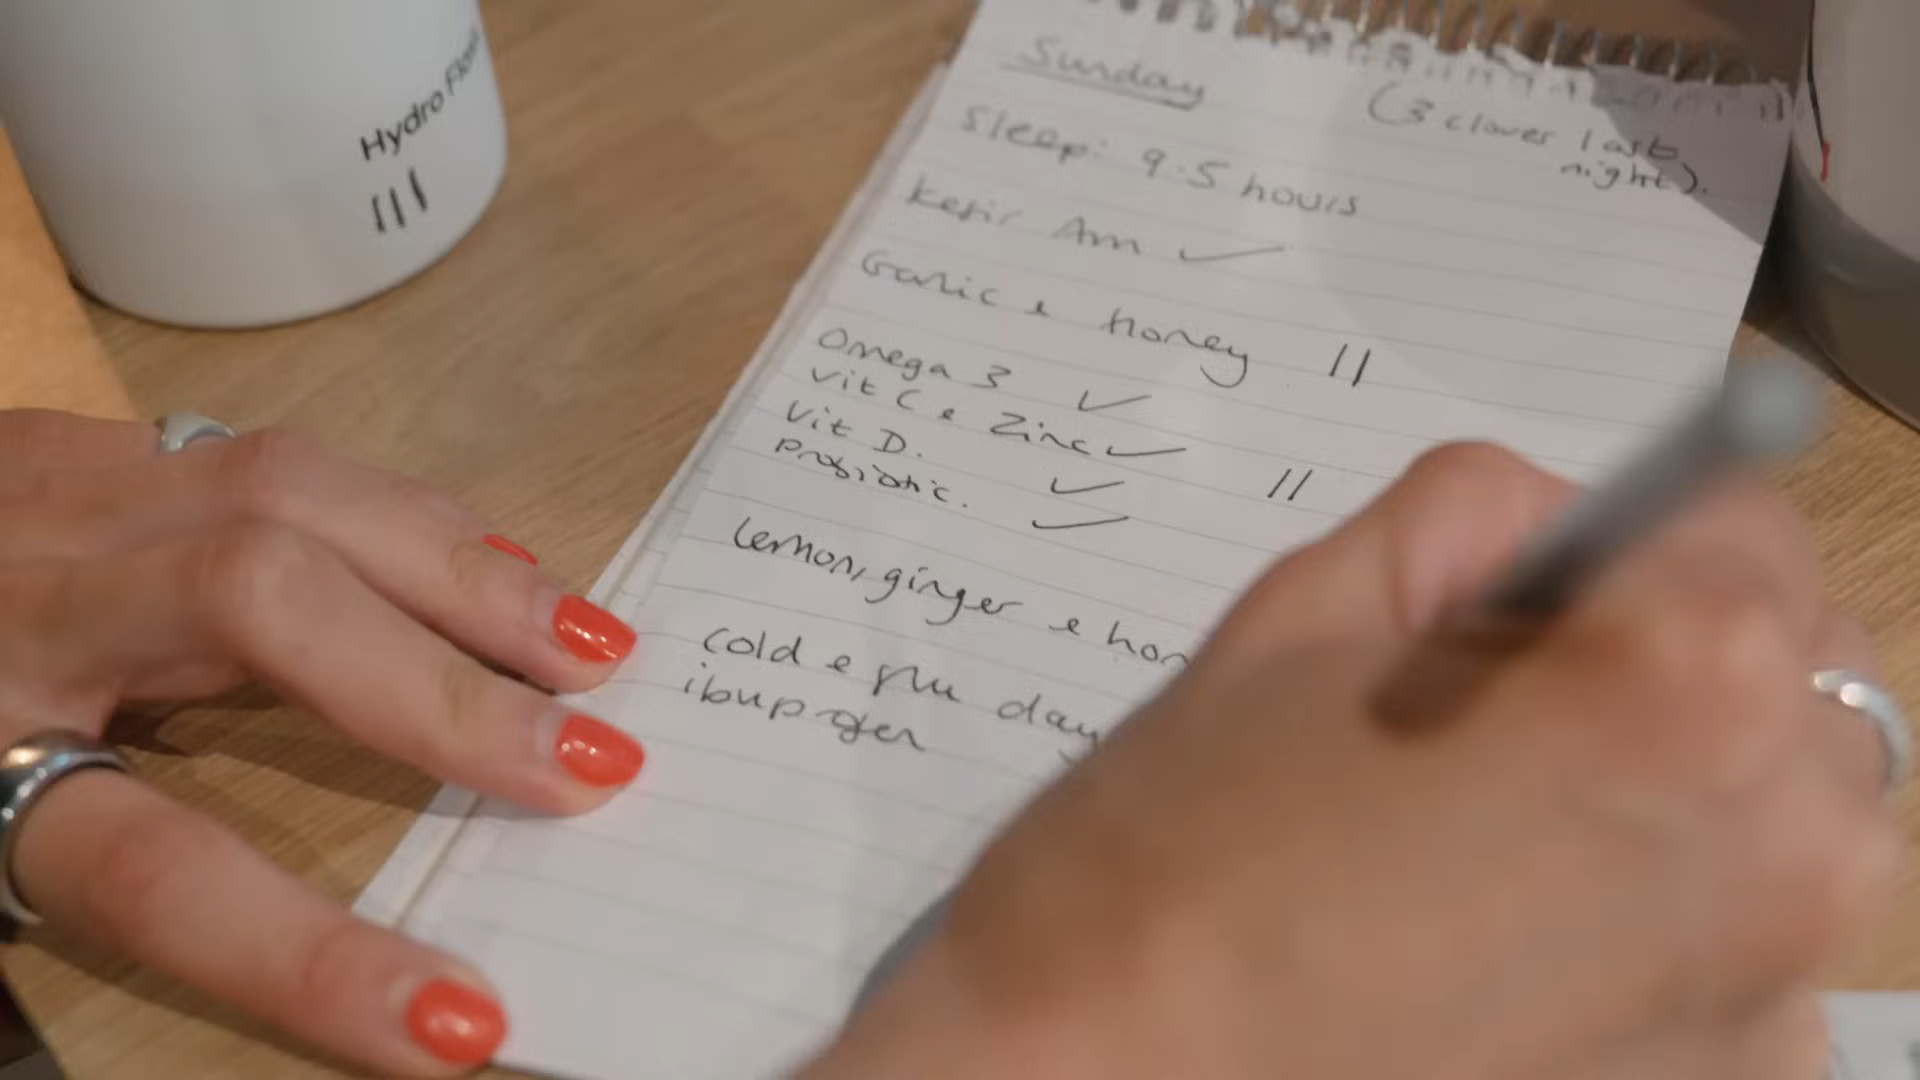 Hydro Flask
Sunday
(3 clover last
night).
Sleep: 9.5 hours
Kefir Am ✓
Garlic & honey ||
Omega 3 ✓
Vit C & Zinc ✓
Vit D. ✓ ||
Probiotic. ✓
Lemon, ginger & hon
cold & flu day
ibuprofen